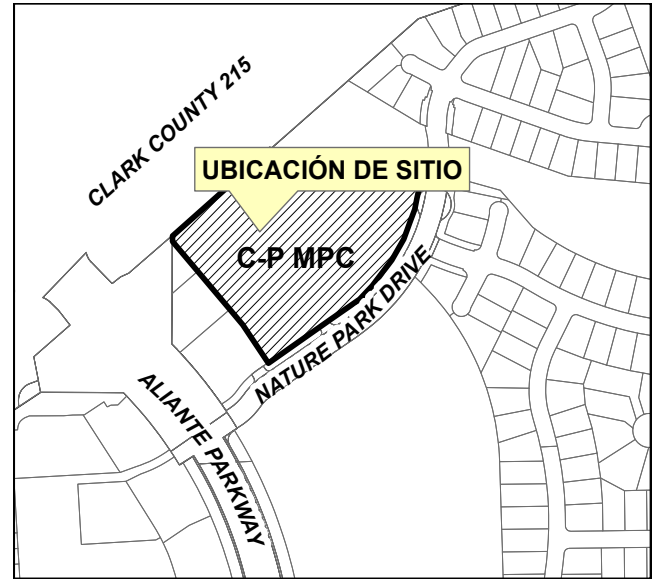 CLARK COUNTY 215
UBICACIÓN DE SITIO
C-P MPC
NATURE PARK DRIVE
ALIANTE PARKWAY